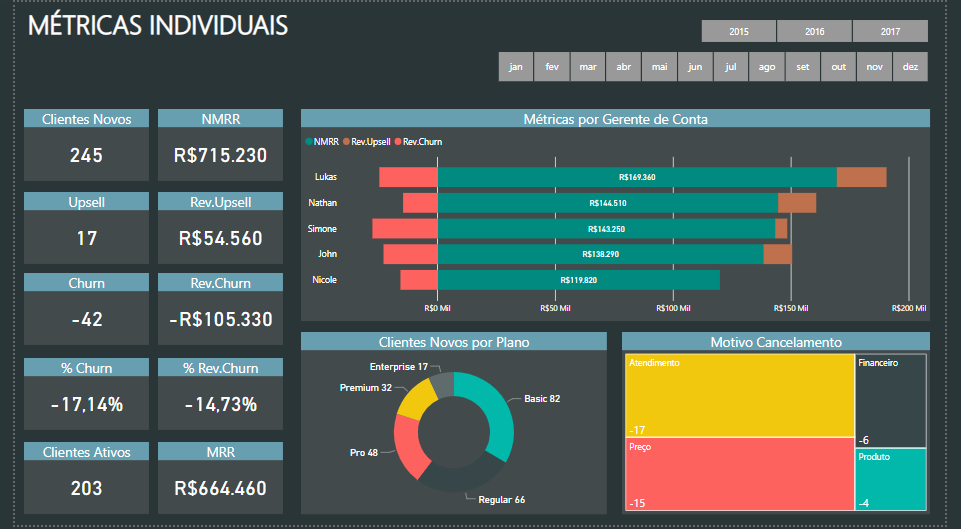 MÉTRICAS INDIVIDUAIS
2015 2016 2017
jan fev mar abr mai jun jul ago set out nov dez
Clientes Novos NMRR
245 R$715.230
Upsell Rev.Upsell
17 R$54.560
Churn Rev.Churn
-42 -R$105.330
% Churn % Rev.Churn
-17,14% -14,73%
Clientes Ativos MRR
203 R$664.460
Métricas por Gerente de Conta
NMRR Rev.Upsell Rev.Churn
Lukas R$169.360
Nathan R$144.510
Simone R$143.250
John R$138.290
Nicole R$119.820
R$0 Mil R$50 Mil R$100 Mil R$150 Mil R$200 Mil
Clientes Novos por Plano
Enterprise 17
Premium 32
Basic 82
Pro 48
Regular 66
Motivo Cancelamento
Atendimento
-17
Preço
-15
Financeiro
-6
Produto
-4